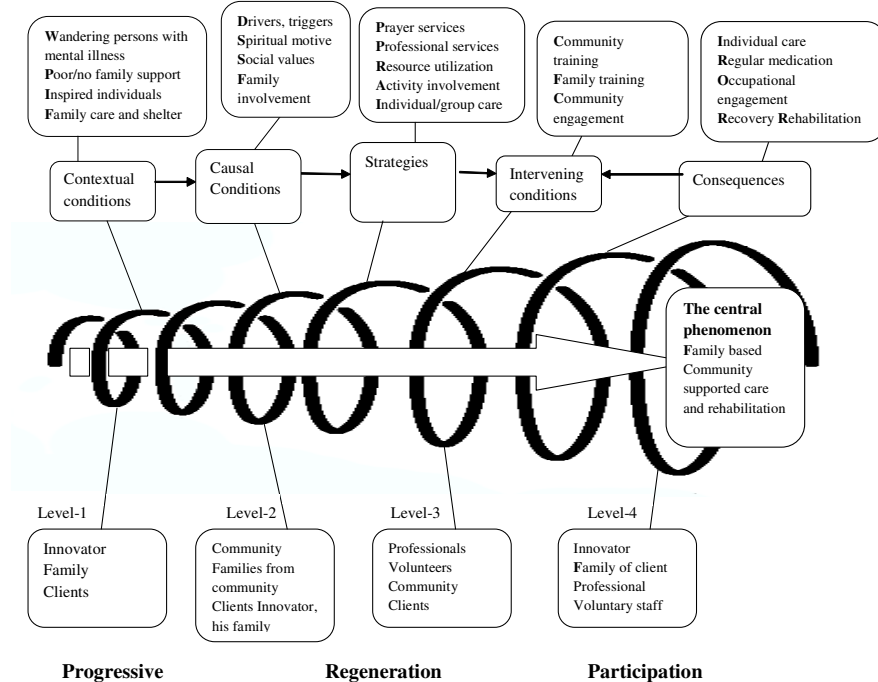 Wandering persons with
mental illness
Poor/no family support
Inspired individuals
Family care and shelter
Drivers, triggers
Spiritual motive
Social values
Family
involvement
Prayer services
Professional services
Resource utilization
Activity involvement
Individual/group care
Community
training
Family training
Community
engagement
Individual care
Regular medication
Occupational
engagement
Recovery Rehabilitation
Contextual
conditions
Causal
Conditions
Strategies
Intervening
conditions
Consequences
The central
phenomenon
Family based
Community
supported care
and rehabilitation
Level-1
Level-2
Level-3
Level-4
Innovator
Family
Clients
Community
Families from
community
Clients Innovator,
his family
Professionals
Volunteers
Community
Clients
Innovator
Family of client
Professional
Voluntary staff
Progressive
Regeneration
Participation